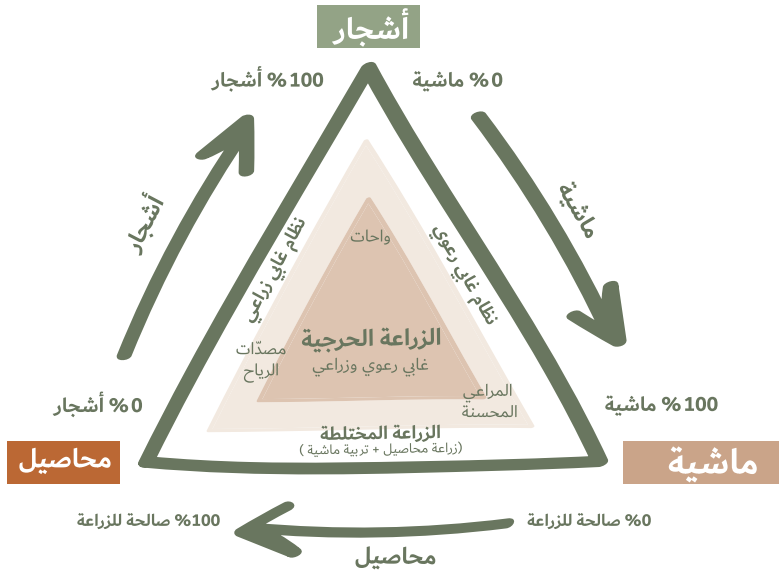 أشجار
100% أشجار
0% ماشية
أشجار
ماشية
نظام غابي زراعي
نظام غابي رعوي
واحات
الزراعة الحرجية
غابي رعوي وزراعي
مصدّات
الرياح
المراعي
المحسنة
0% أشجار
100% ماشية
الزراعة المختلطة
(زراعة محاصيل + تربية ماشية )
محاصيل
ماشية
100% صالحة للزراعة
0% صالحة للزراعة
محاصيل